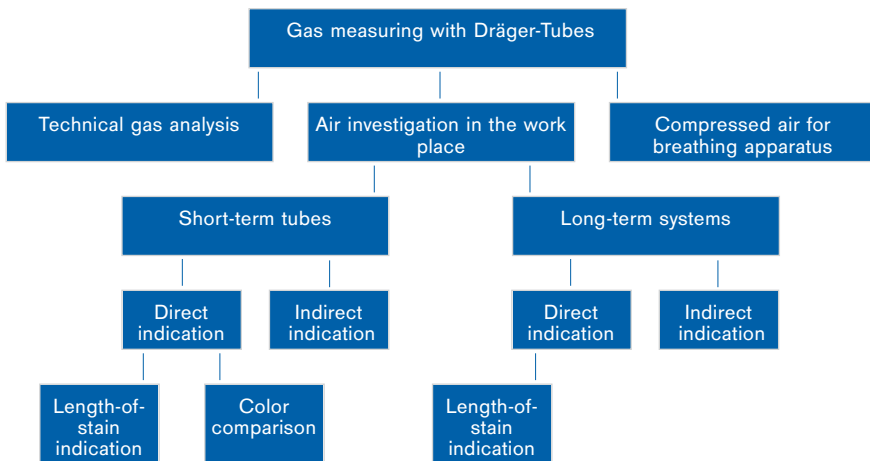 Gas measuring with Dräger-Tubes
Technical gas analysis
Air investigation in the work
place
Compressed air for
breathing apparatus
Short-term tubes
Long-term systems
Direct
indication
Indirect
indication
Direct
indication
Indirect
indication
Length-of-
stain
indication
Color
comparison
Length-of-
stain
indication